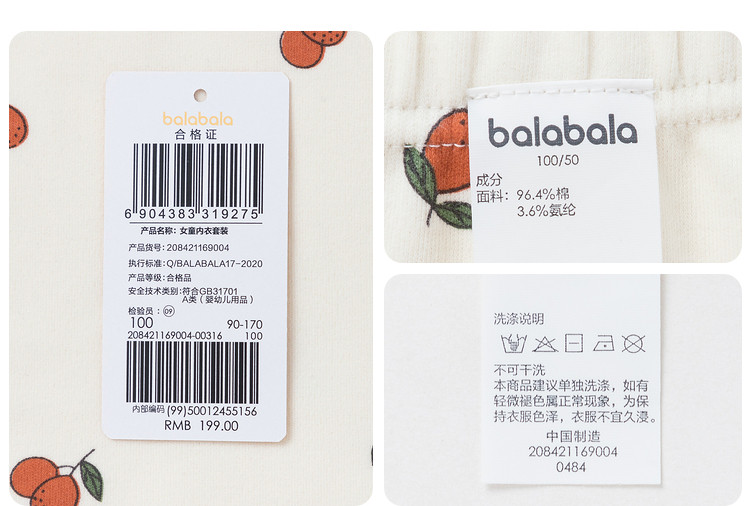 balabala
合格证
6 904383 319275
产品名称: 女童内衣套装
产品货号: 208421169004
执行标准: Q/BALABALA17-2020
产品等级: 合格品
安全技术类别: 符合GB31701
A类（婴幼儿用品）
检验员: 09
100 90-170
208421169004-00316 100
内部编码 (99)50012455156
RMB 199.00
balabala
100/50
成分
面料: 96.4%棉
3.6%氨纶
洗涤说明
不可干洗
本商品建议单独洗涤，如有
轻微褪色属正常现象，为保
持衣服色泽，衣服不宜久浸。
中国制造
208421169004
0484